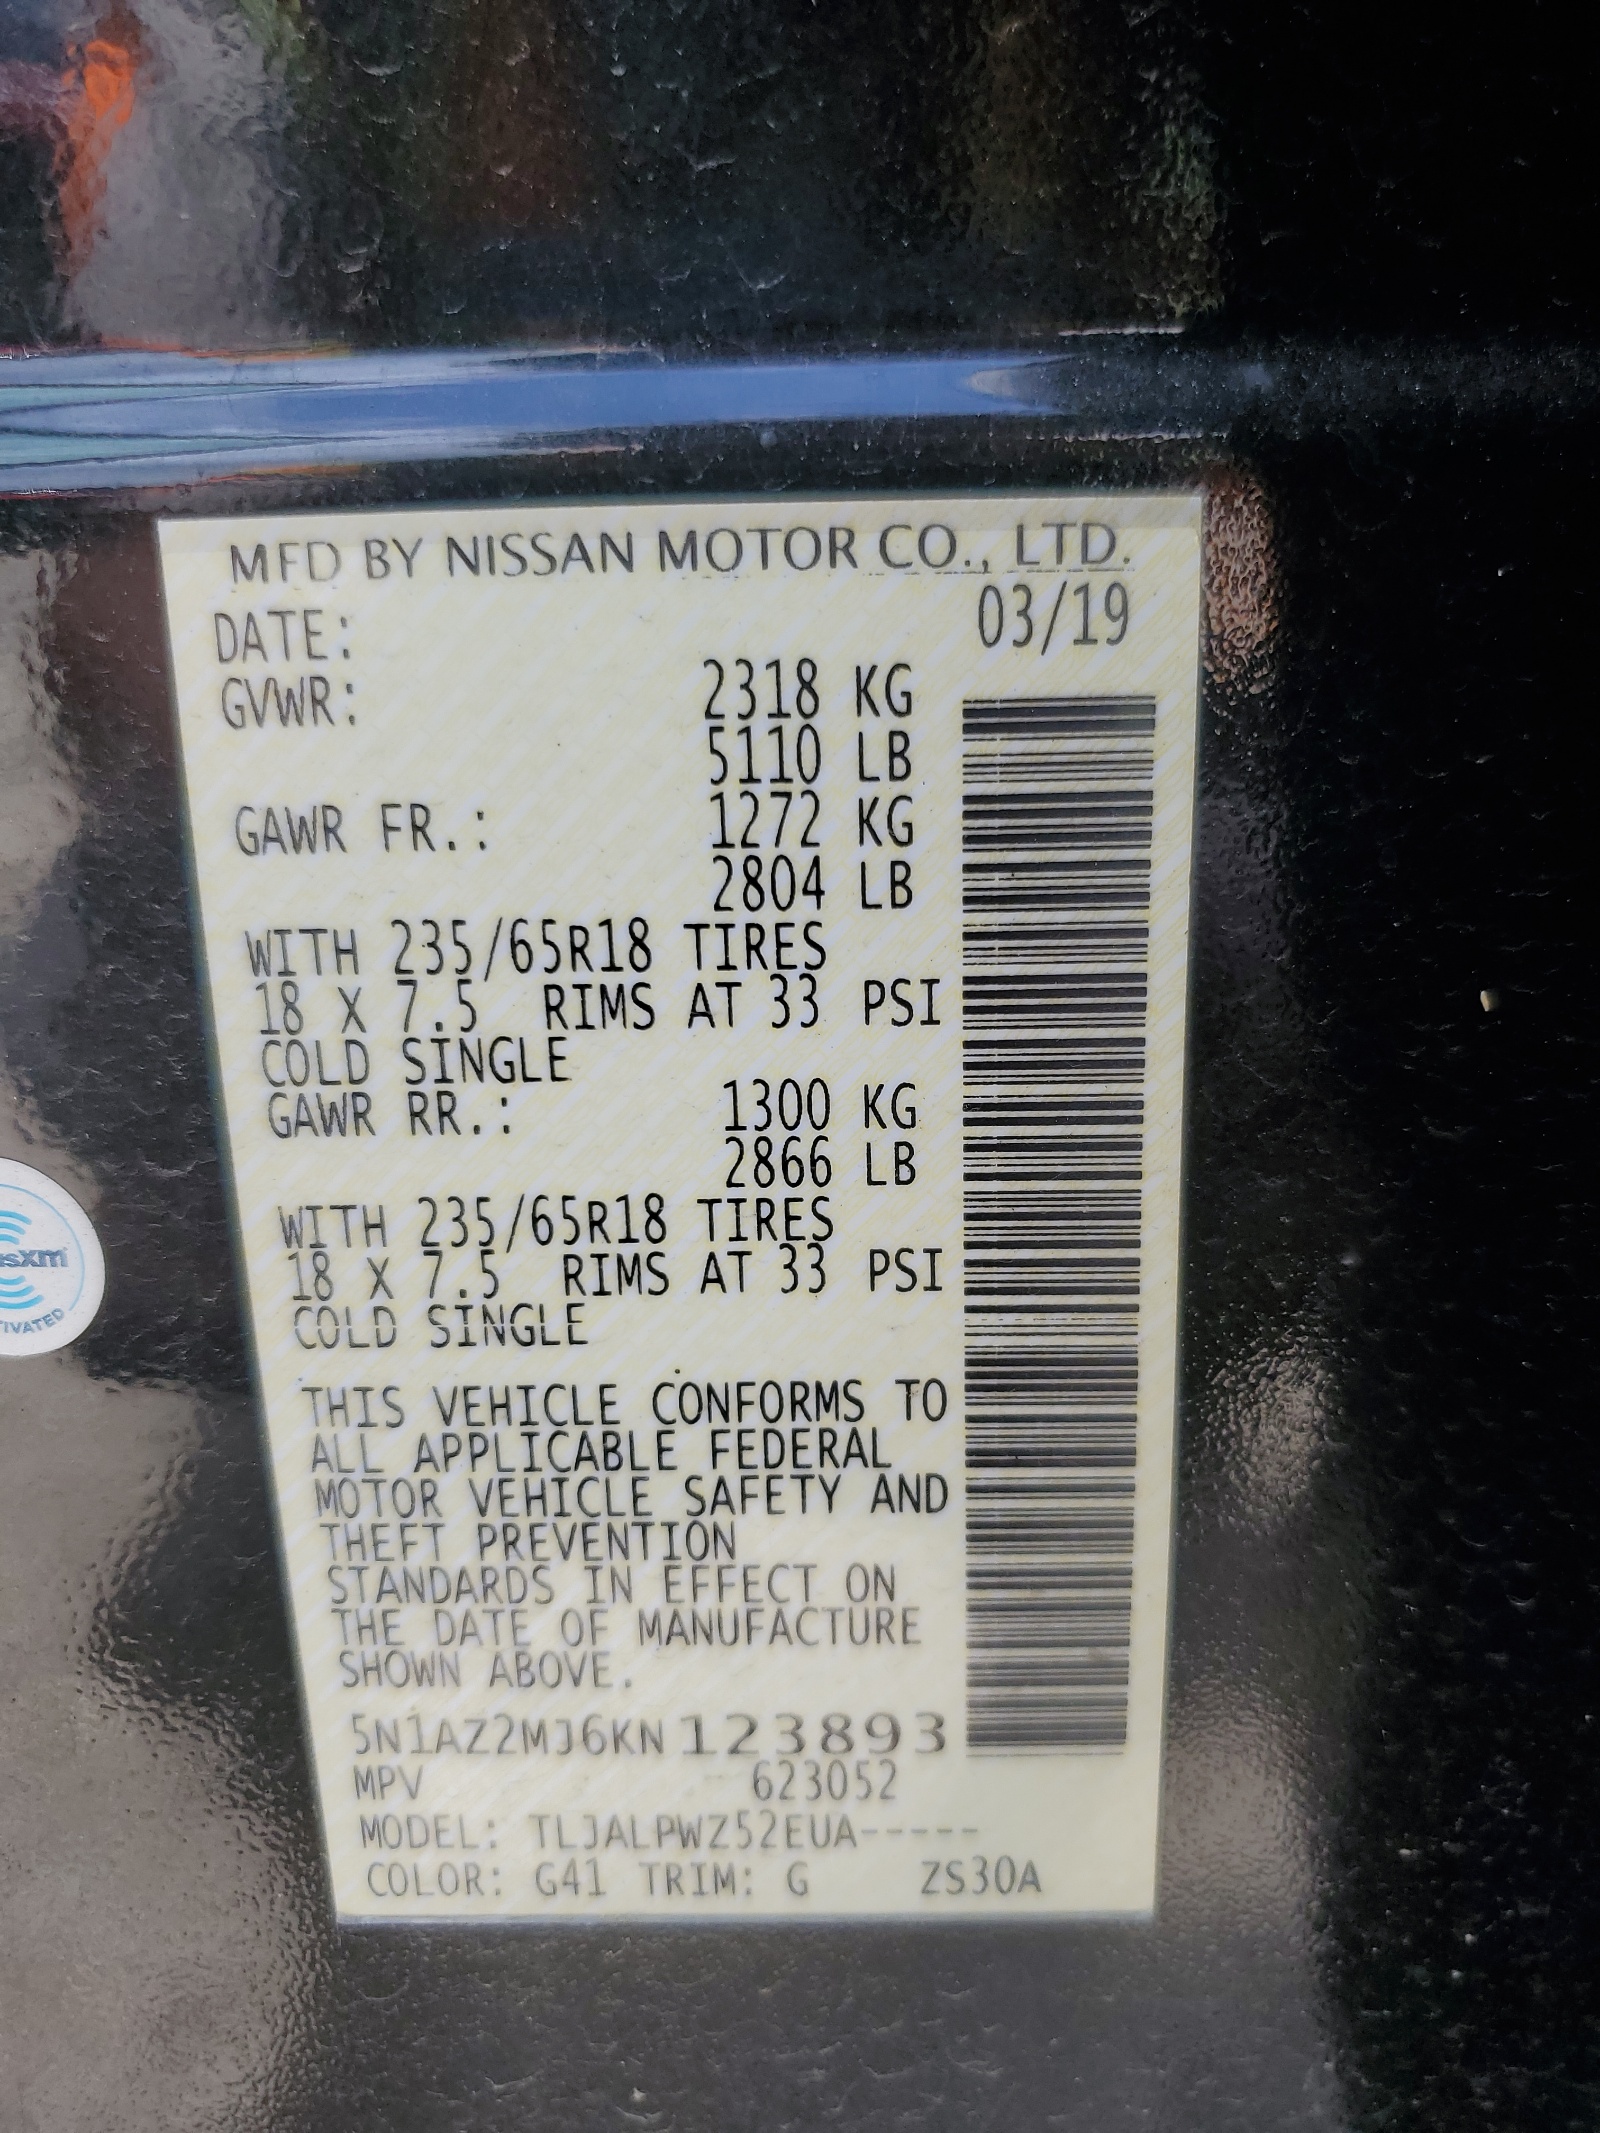 MFD BY NISSAN MOTOR CO., LTD.
DATE: 03/19
GVWR: 2318 KG
5110 LB
GAWR FR.: 1272 KG
2804 LB
WITH 235/65R18 TIRES
18 X 7.5 RIMS AT 33 PSI
COLD SINGLE
GAWR RR.: 1300 KG
2866 LB
WITH 235/65R18 TIRES
18 X 7.5 RIMS AT 33 PSI
COLD SINGLE
THIS VEHICLE CONFORMS TO
ALL APPLICABLE FEDERAL
MOTOR VEHICLE SAFETY AND
THEFT PREVENTION
STANDARDS IN EFFECT ON
THE DATE OF MANUFACTURE
SHOWN ABOVE.
5N1AZ2MJ6KN123893
MPV 623052
MODEL: TLJALPWZ52EUA-----
COLOR: G41 TRIM: G ZS30A